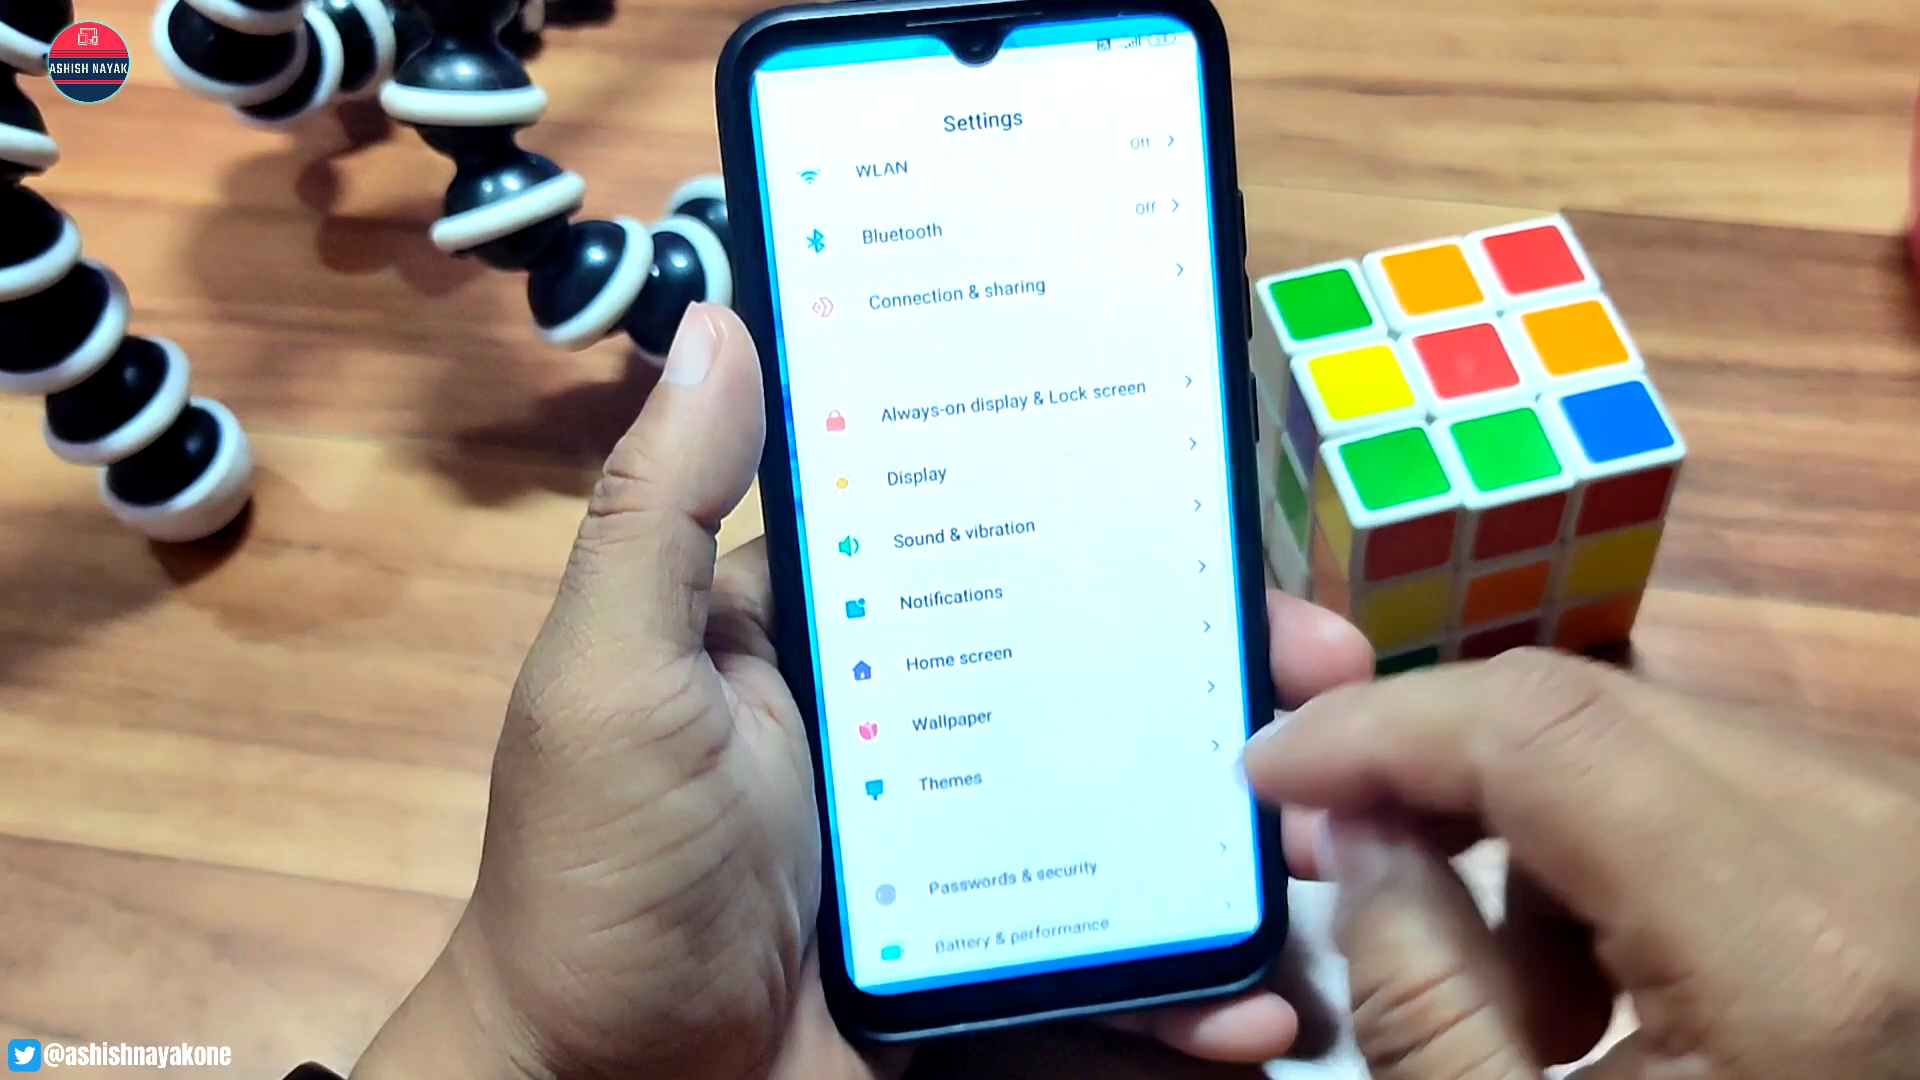 ASHISH NAYAK
Settings
WLAN Off
Bluetooth Off
Connection & sharing
Always-on display & Lock screen
Display
Sound & vibration
Notifications
Home screen
Wallpaper
Themes
Passwords & security
Battery & performance
@ashishnayakone